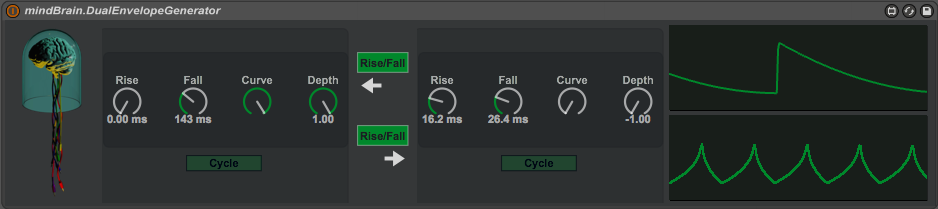 mindBrain.DualEnvelopeGenerator
Rise Fall Curve Depth
0.00 ms 143 ms 1.00
Cycle
Rise/Fall
Rise/Fall
Rise Fall Curve Depth
16.2 ms 26.4 ms -1.00
Cycle